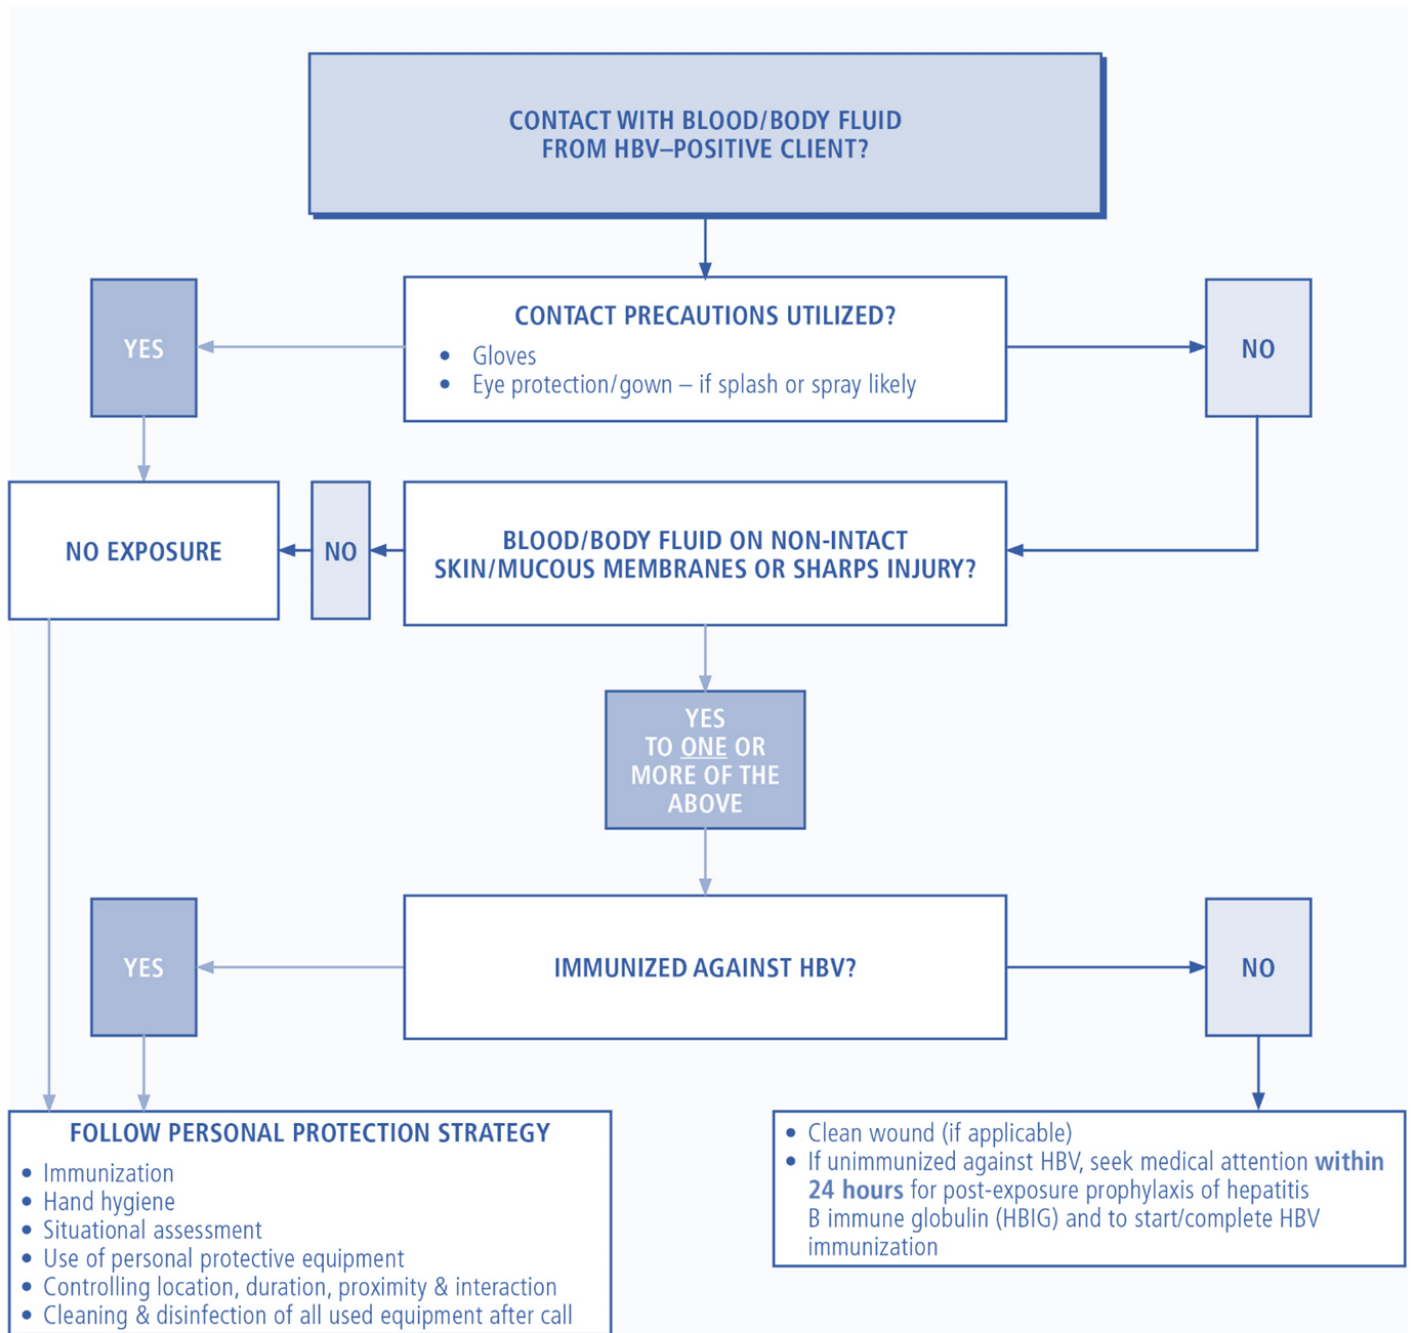 CONTACT WITH BLOOD/BODY FLUID
FROM HBV–POSITIVE CLIENT?
CONTACT PRECAUTIONS UTILIZED?
• Gloves
• Eye protection/gown – if splash or spray likely
YES
NO
NO EXPOSURE
NO
BLOOD/BODY FLUID ON NON-INTACT
SKIN/MUCOUS MEMBRANES OR SHARPS INJURY?
YES
TO ONE OR
MORE OF THE
ABOVE
YES
IMMUNIZED AGAINST HBV?
NO
FOLLOW PERSONAL PROTECTION STRATEGY
• Immunization
• Hand hygiene
• Situational assessment
• Use of personal protective equipment
• Controlling location, duration, proximity & interaction
• Cleaning & disinfection of all used equipment after call
• Clean wound (if applicable)
• If unimmunized against HBV, seek medical attention within
24 hours for post-exposure prophylaxis of hepatitis
B immune globulin (HBIG) and to start/complete HBV
immunization